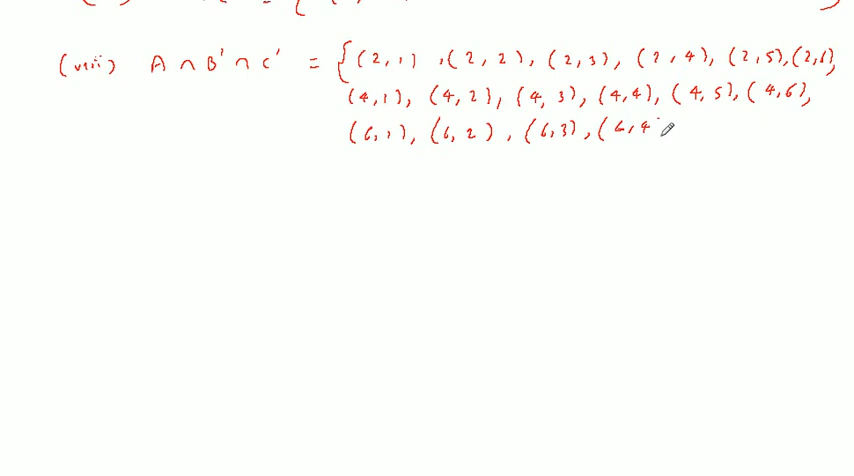 (viii) A ∩ B' ∩ C' = {(2,1), (2,2), (2,3), (2,4), (2,5), (2,6),
(4,1), (4,2), (4,3), (4,4), (4,5), (4,6),
(6,1), (6,2), (6,3), (6,4